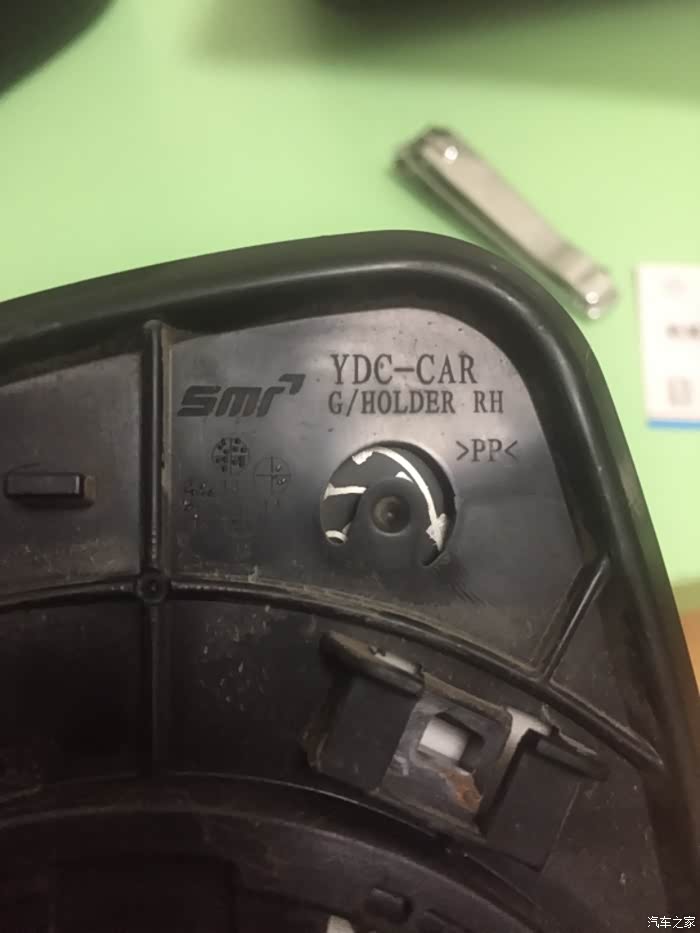 smr
YDC-CAR
G/HOLDER RH
>PP<
汽车之家